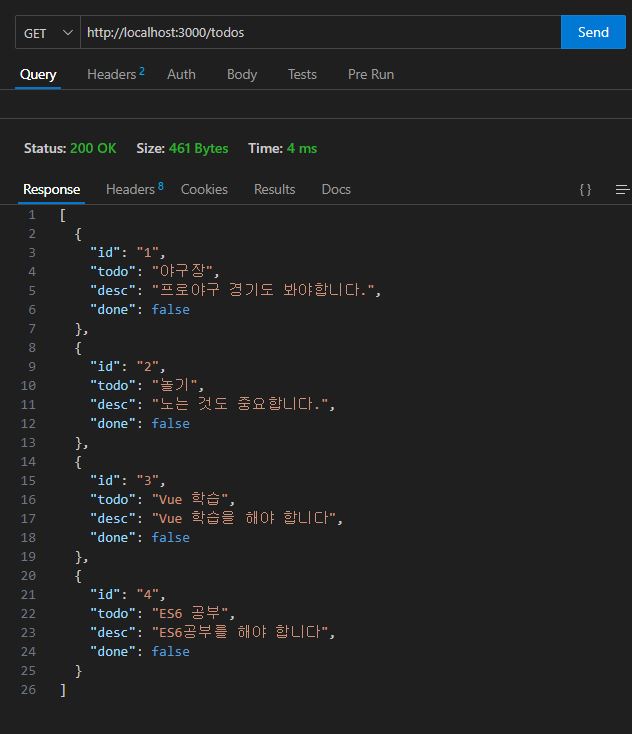 GET http://localhost:3000/todos Send
Query Headers 2 Auth Body Tests Pre Run
Status: 200 OK Size: 461 Bytes Time: 4 ms
Response Headers 8 Cookies Results Docs { }
1 [
2 {
3 "id": "1",
4 "todo": "야구장",
5 "desc": "프로야구 경기도 봐야합니다.",
6 "done": false
7 },
8 {
9 "id": "2",
10 "todo": "놀기",
11 "desc": "노는 것도 중요합니다.",
12 "done": false
13 },
14 {
15 "id": "3",
16 "todo": "Vue 학습",
17 "desc": "Vue 학습을 해야 합니다",
18 "done": false
19 },
20 {
21 "id": "4",
22 "todo": "ES6 공부",
23 "desc": "ES6공부를 해야 합니다",
24 "done": false
25 }
26 ]